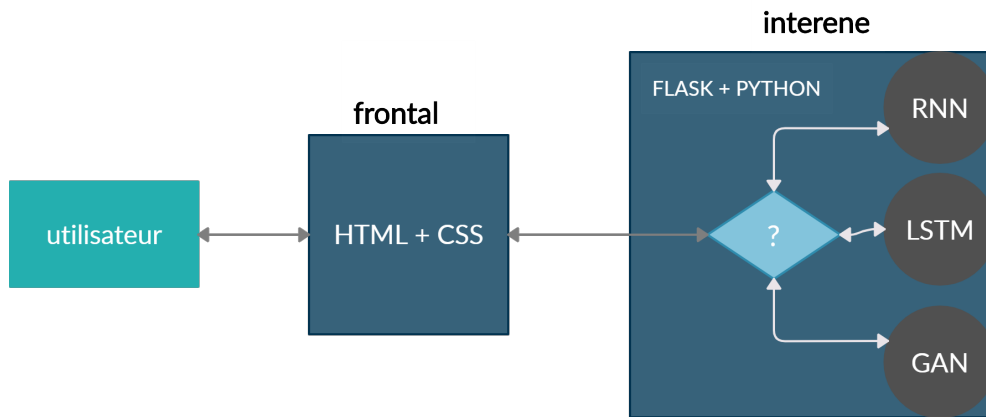 interene
FLASK + PYTHON
RNN
frontal
utilisateur
HTML + CSS
?
LSTM
GAN